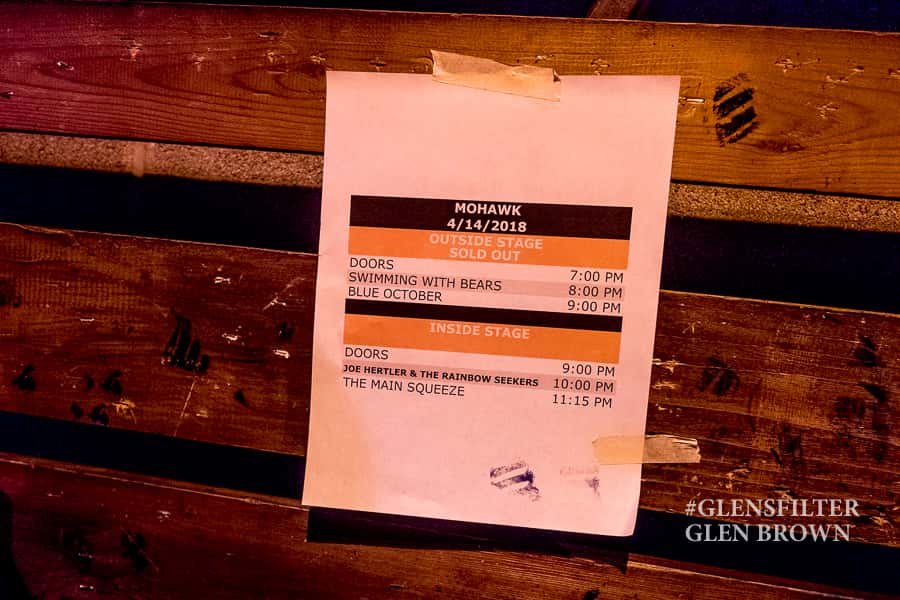 MOHAWK
4/14/2018
OUTSIDE STAGE
SOLD OUT
DOORS 7:00 PM
SWIMMING WITH BEARS 8:00 PM
BLUE OCTOBER 9:00 PM
INSIDE STAGE
DOORS 9:00 PM
JOE HERTLER & THE RAINBOW SEEKERS 10:00 PM
THE MAIN SQUEEZE 11:15 PM
#GLENSFILTER
GLEN BROWN